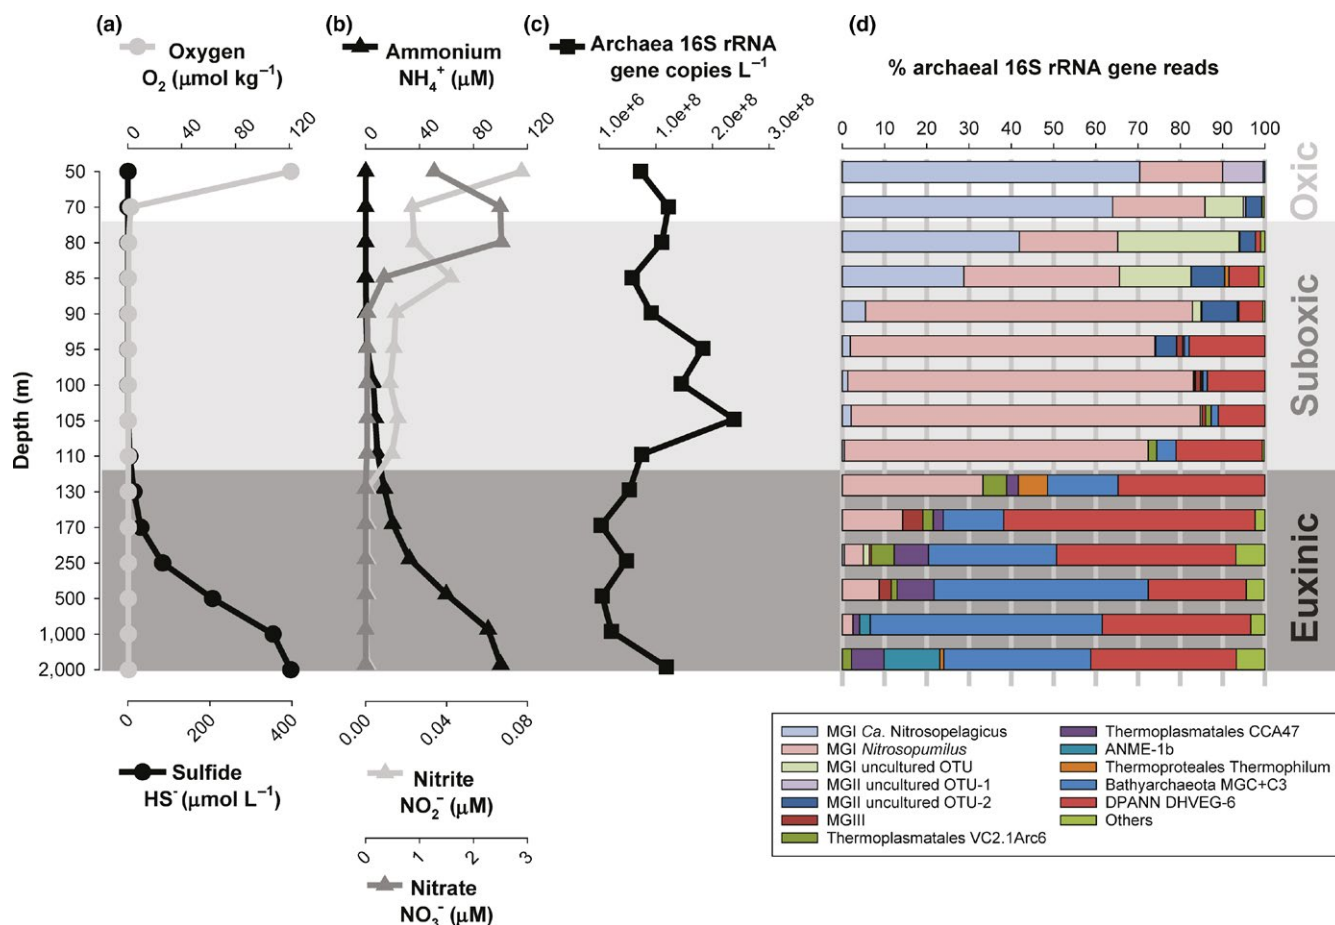 (a)
Oxygen
O₂ (μmol kg⁻¹)
0
40
80
120
(b)
Ammonium
NH₄⁺ (μM)
0
40
80
120
(c)
Archaea 16S rRNA
gene copies L⁻¹
1.0e+6
1.0e+8
2.0e+8
3.0e+8
(d)
% archaeal 16S rRNA gene reads
0 10 20 30 40 50 60 70 80 90 100
Depth (m)
50
70
80
85
90
95
100
105
110
130
170
250
500
1,000
2,000
Oxic
Suboxic
Euxinic
0
200
400
Sulfide
HS⁻ (μmol L⁻¹)
0.00
0.04
0.08
Nitrite
NO₂⁻ (μM)
0
1
2
3
Nitrate
NO₃⁻ (μM)
MGI Ca. Nitrosopelagicus
MGI Nitrosopumilus
MGI uncultured OTU
MGII uncultured OTU-1
MGII uncultured OTU-2
MGIII
Thermoplasmatales VC2.1Arc6
Thermoplasmatales CCA47
ANME-1b
Thermoproteales Thermophilum
Bathyarchaeota MGC+C3
DPANN DHVEG-6
Others